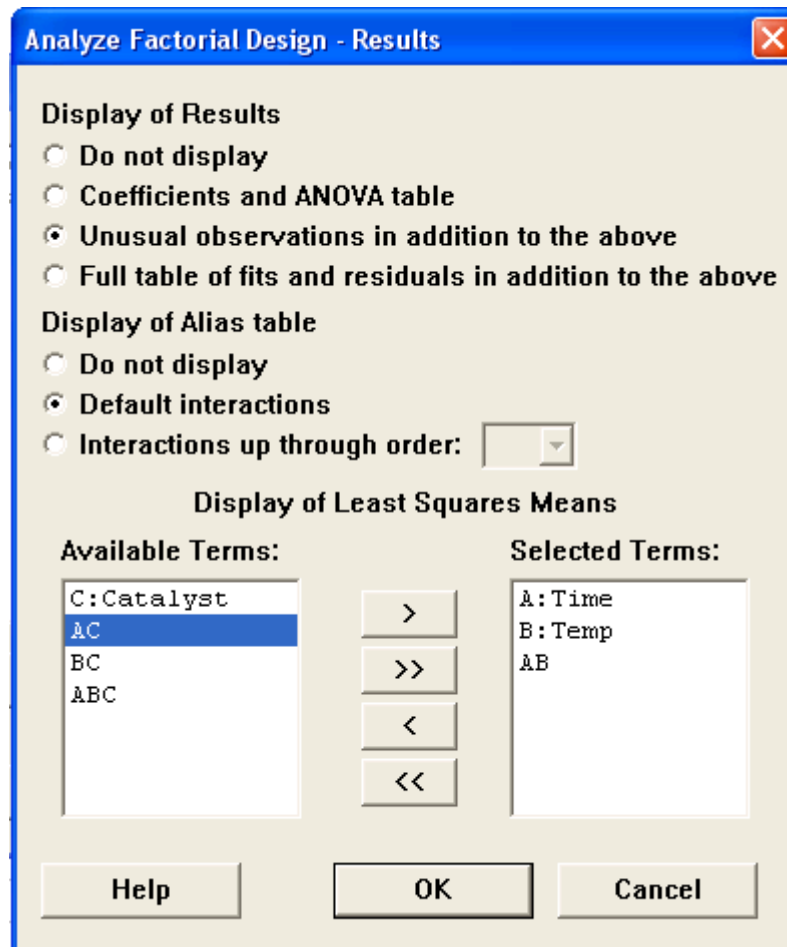 Analyze Factorial Design - Results
Display of Results
Do not display
Coefficients and ANOVA table
Unusual observations in addition to the above
Full table of fits and residuals in addition to the above
Display of Alias table
Do not display
Default interactions
Interactions up through order:
Display of Least Squares Means
Available Terms:
Selected Terms:
C:Catalyst
AC
BC
ABC
>
>>
<
<<
A:Time
B:Temp
AB
Help
OK
Cancel